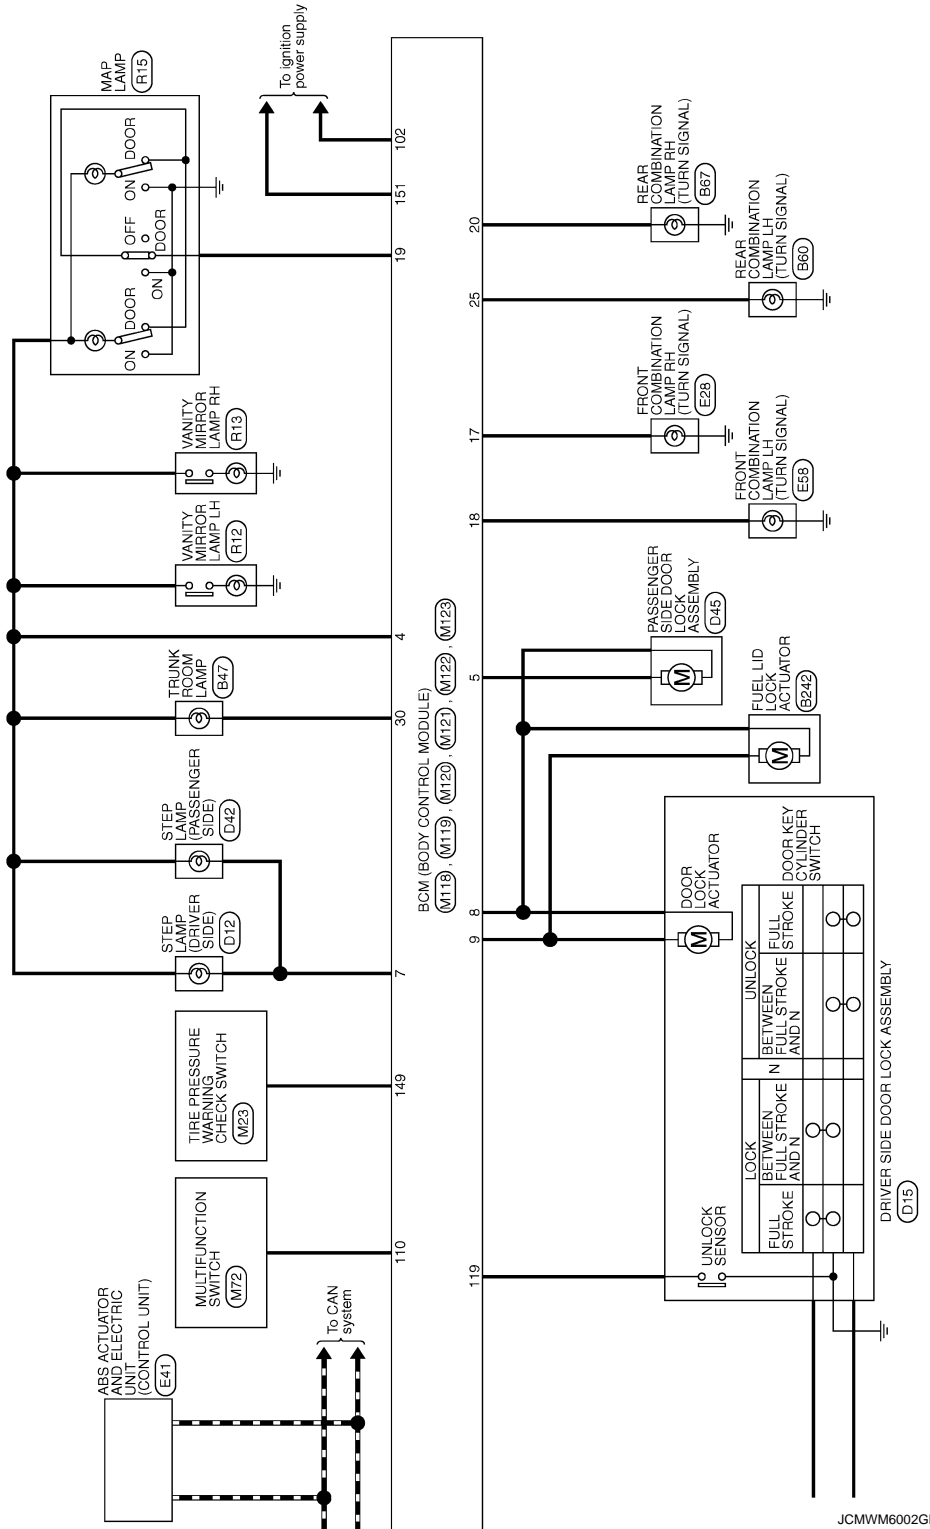 MAP
LAMP
R15
To ignition
power supply
ON
DOOR
ON
DOOR
OFF
ON
DOOR
VANITY
MIRROR
LAMP RH
R13
VANITY
MIRROR
LAMP LH
R12
TRUNK
ROOM
LAMP
B47
STEP
LAMP
(PASSENGER
SIDE)
D42
STEP
LAMP
(DRIVER
SIDE)
D12
TIRE PRESSURE
WARNING
CHECK SWITCH
M23
MULTIFUNCTION
SWITCH
M72
ABS ACTUATOR
AND ELECTRIC
UNIT
(CONTROL UNIT)
E41
To CAN
system
110
149
7
30
4
19
151
102
BCM (BODY CONTROL MODULE)
M118 , M119 , M120 , M121 , M122 , M123
119
9
8
5
18
17
25
20
REAR
COMBINATION
LAMP RH
(TURN SIGNAL)
B67
REAR
COMBINATION
LAMP LH
(TURN SIGNAL)
B60
FRONT
COMBINATION
LAMP RH
(TURN SIGNAL)
E28
FRONT
COMBINATION
LAMP LH
(TURN SIGNAL)
E58
PASSENGER
SIDE DOOR
LOCK
ASSEMBLY
D45
M
FUEL LID
LOCK
ACTUATOR
B242
M
DOOR
LOCK
ACTUATOR
M
DOOR KEY
CYLINDER
SWITCH
UNLOCK
SENSOR
LOCK
N
UNLOCK
FULL
STROKE
BETWEEN
FULL STROKE
AND N
BETWEEN
FULL STROKE
AND N
FULL
STROKE
DRIVER SIDE DOOR LOCK ASSEMBLY
D15